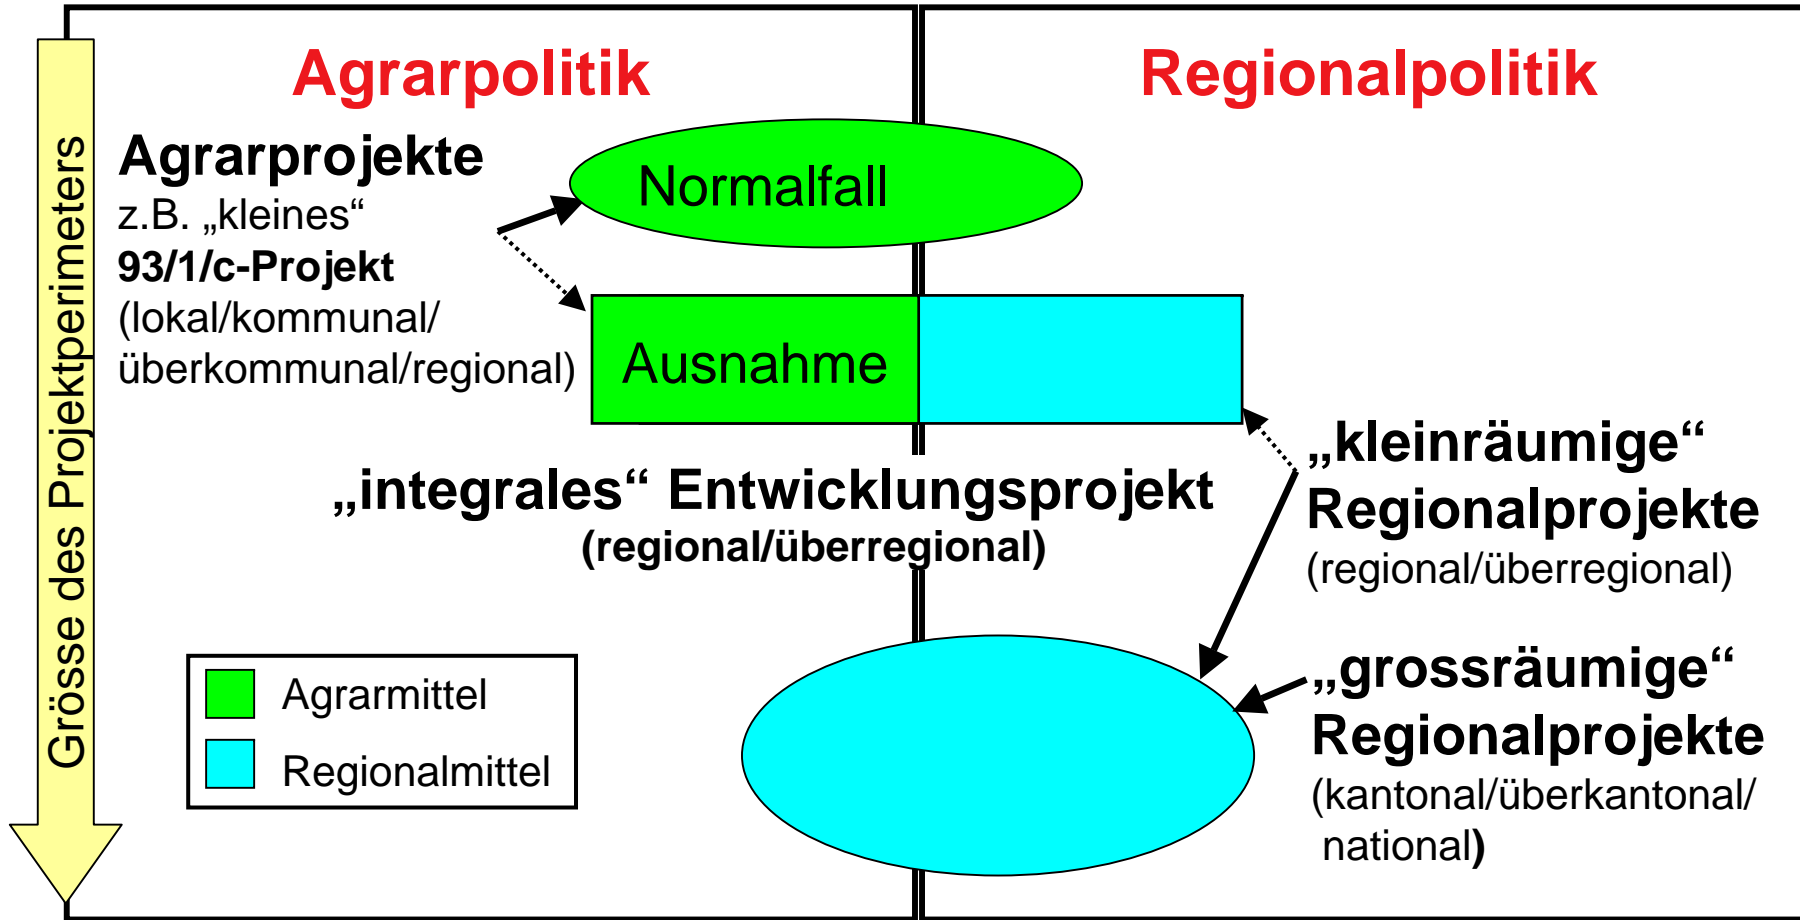 Agrarpolitik
Regionalpolitik
Grösse des Projektperimeters
Agrarprojekte
z.B. „kleines“
93/1/c-Projekt
(lokal/kommunal/
überkommunal/regional)
Normalfall
Ausnahme
„integrales“ Entwicklungsprojekt
(regional/überregional)
„kleinräumige“
Regionalprojekte
(regional/überregional)
„grossräumige“
Regionalprojekte
(kantonal/überkantonal/
national)
Agrarmittel
Regionalmittel